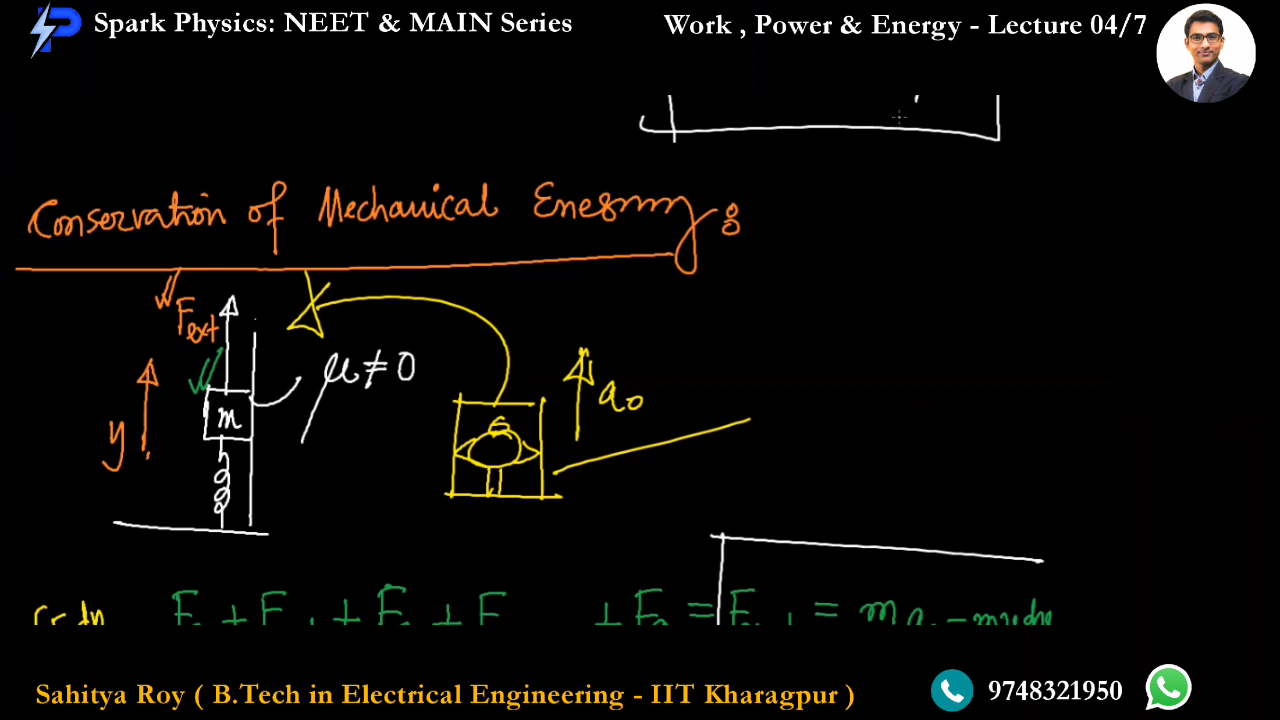 Spark Physics: NEET & MAIN Series
Work , Power & Energy - Lecture 04/7
Conservation of Mechanical Energy :
F ext
μ ≠ 0
m
y
a₀
Sahitya Roy ( B.Tech in Electrical Engineering - IIT Kharagpur )
9748321950